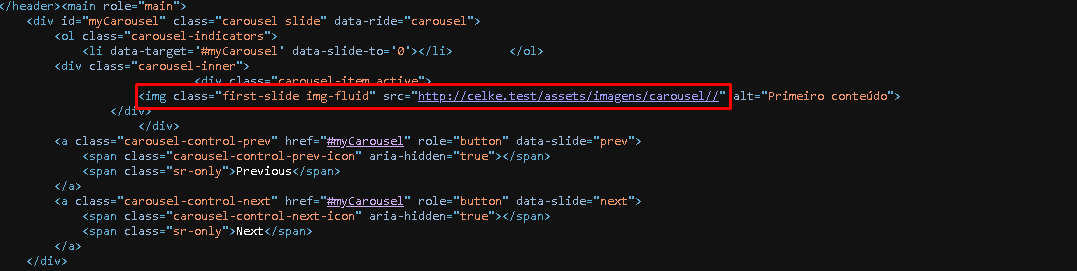 </header><main role="main">
<div id="myCarousel" class="carousel slide" data-ride="carousel">
<ol class="carousel-indicators">
<li data-target='#myCarousel' data-slide-to='0'></li> </ol>
<div class="carousel-inner">
<div class="carousel-item active">
<img class="first-slide img-fluid" src="http://celke.test/assets/imagens/carousel//" alt="Primeiro conteúdo">
</div>
</div>
<a class="carousel-control-prev" href="#myCarousel" role="button" data-slide="prev">
<span class="carousel-control-prev-icon" aria-hidden="true"></span>
<span class="sr-only">Previous</span>
</a>
<a class="carousel-control-next" href="#myCarousel" role="button" data-slide="next">
<span class="carousel-control-next-icon" aria-hidden="true"></span>
<span class="sr-only">Next</span>
</a>
</div>